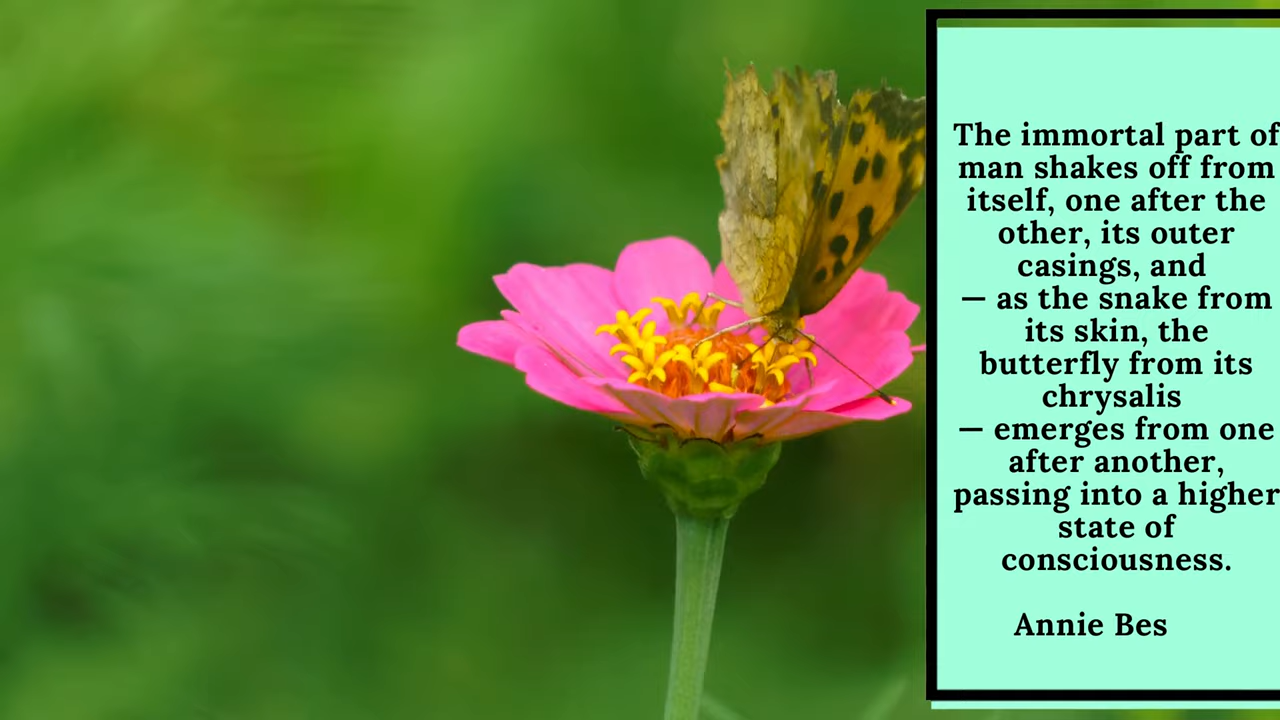 The immortal part of
man shakes off from
itself, one after the
other, its outer
casings, and
— as the snake from
its skin, the
butterfly from its
chrysalis
— emerges from one
after another,
passing into a higher
state of
consciousness.
Annie Bes